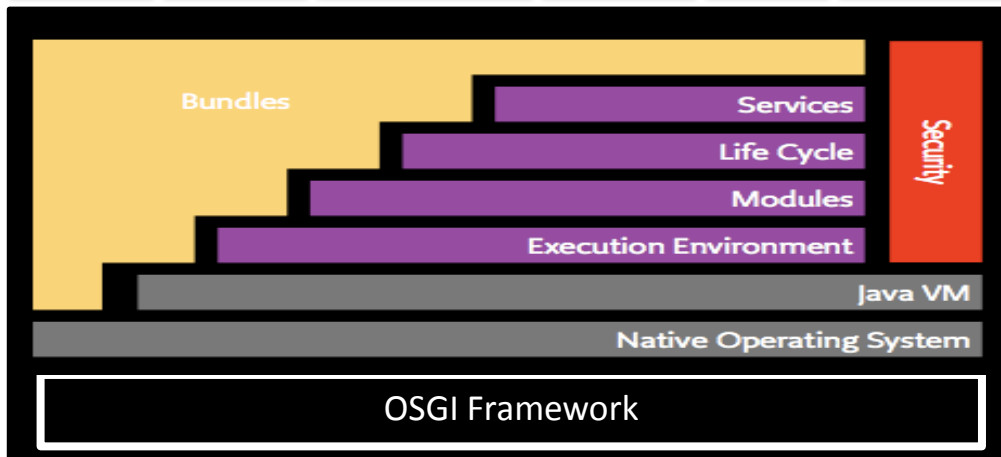 Bundles
Services
Life Cycle
Modules
Execution Environment
Security
Java VM
Native Operating System
OSGI Framework